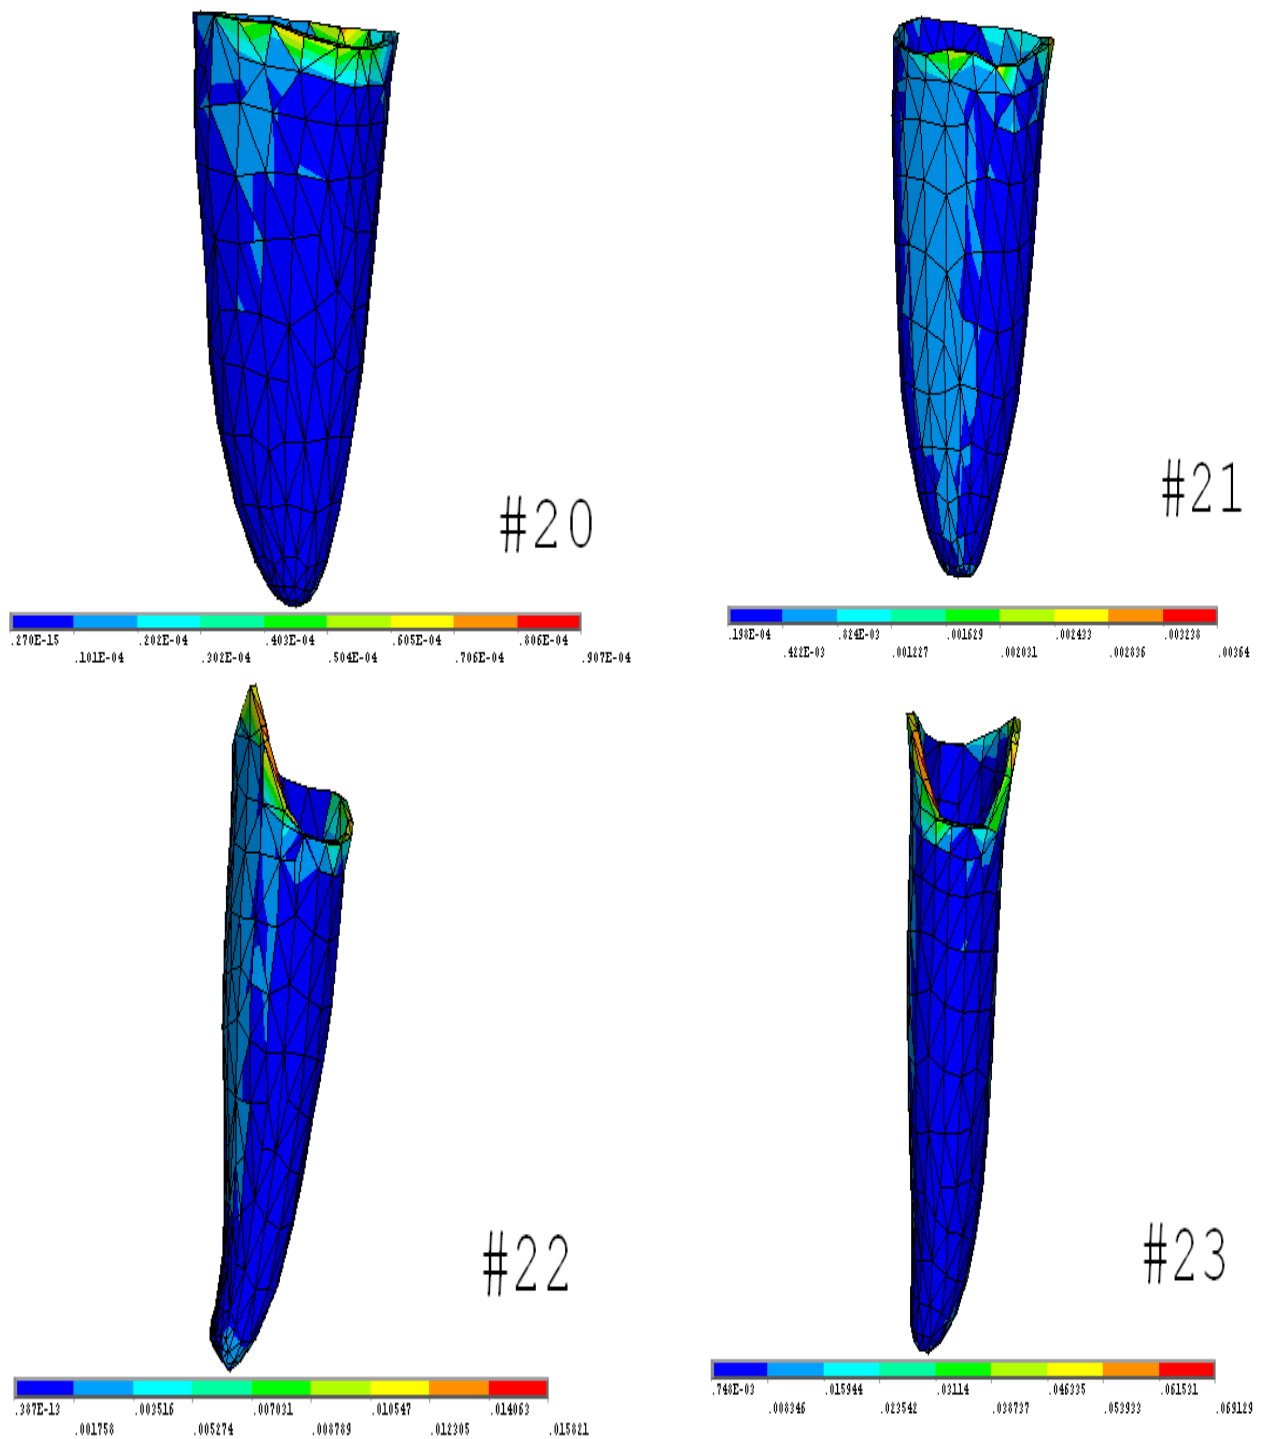 #20
.270E-15 .202E-04 .403E-04 .605E-04 .806E-04
.101E-04 .302E-04 .504E-04 .706E-04 .907E-04
#21
.198E-04 .824E-03 .001629 .002433 .003238
.422E-03 .001227 .002031 .002836 .00364
#22
.387E-13 .003516 .007031 .010547 .014063
.001758 .005274 .008789 .012305 .015821
#23
.748E-03 .015944 .03114 .046335 .061531
.008346 .023542 .038737 .053933 .069129